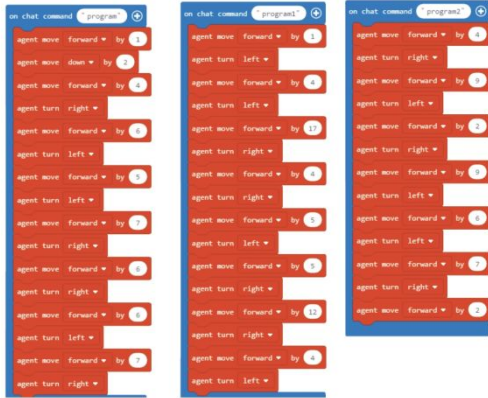 on chat command "program"
agent move forward by 1
agent move down by 2
agent move forward by 4
agent turn right
agent move forward by 6
agent turn left
agent move forward by 5
agent turn left
agent move forward by 7
agent turn right
agent move forward by 6
agent turn right
agent move forward by 6
agent turn left
agent move forward by 7
agent turn right
on chat command "program1"
agent move forward by 1
agent turn left
agent move forward by 4
agent turn left
agent move forward by 17
agent turn right
agent move forward by 4
agent turn right
agent move forward by 5
agent turn left
agent move forward by 5
agent move forward by 12
agent turn right
agent move forward by 4
agent turn left
on chat command "program2"
agent move forward by 4
agent turn right
agent move forward by 9
agent turn left
agent move forward by 2
agent turn right
agent move forward by 9
agent turn left
agent move forward by 6
agent turn left
agent move forward by 7
agent turn right
agent move forward by 2